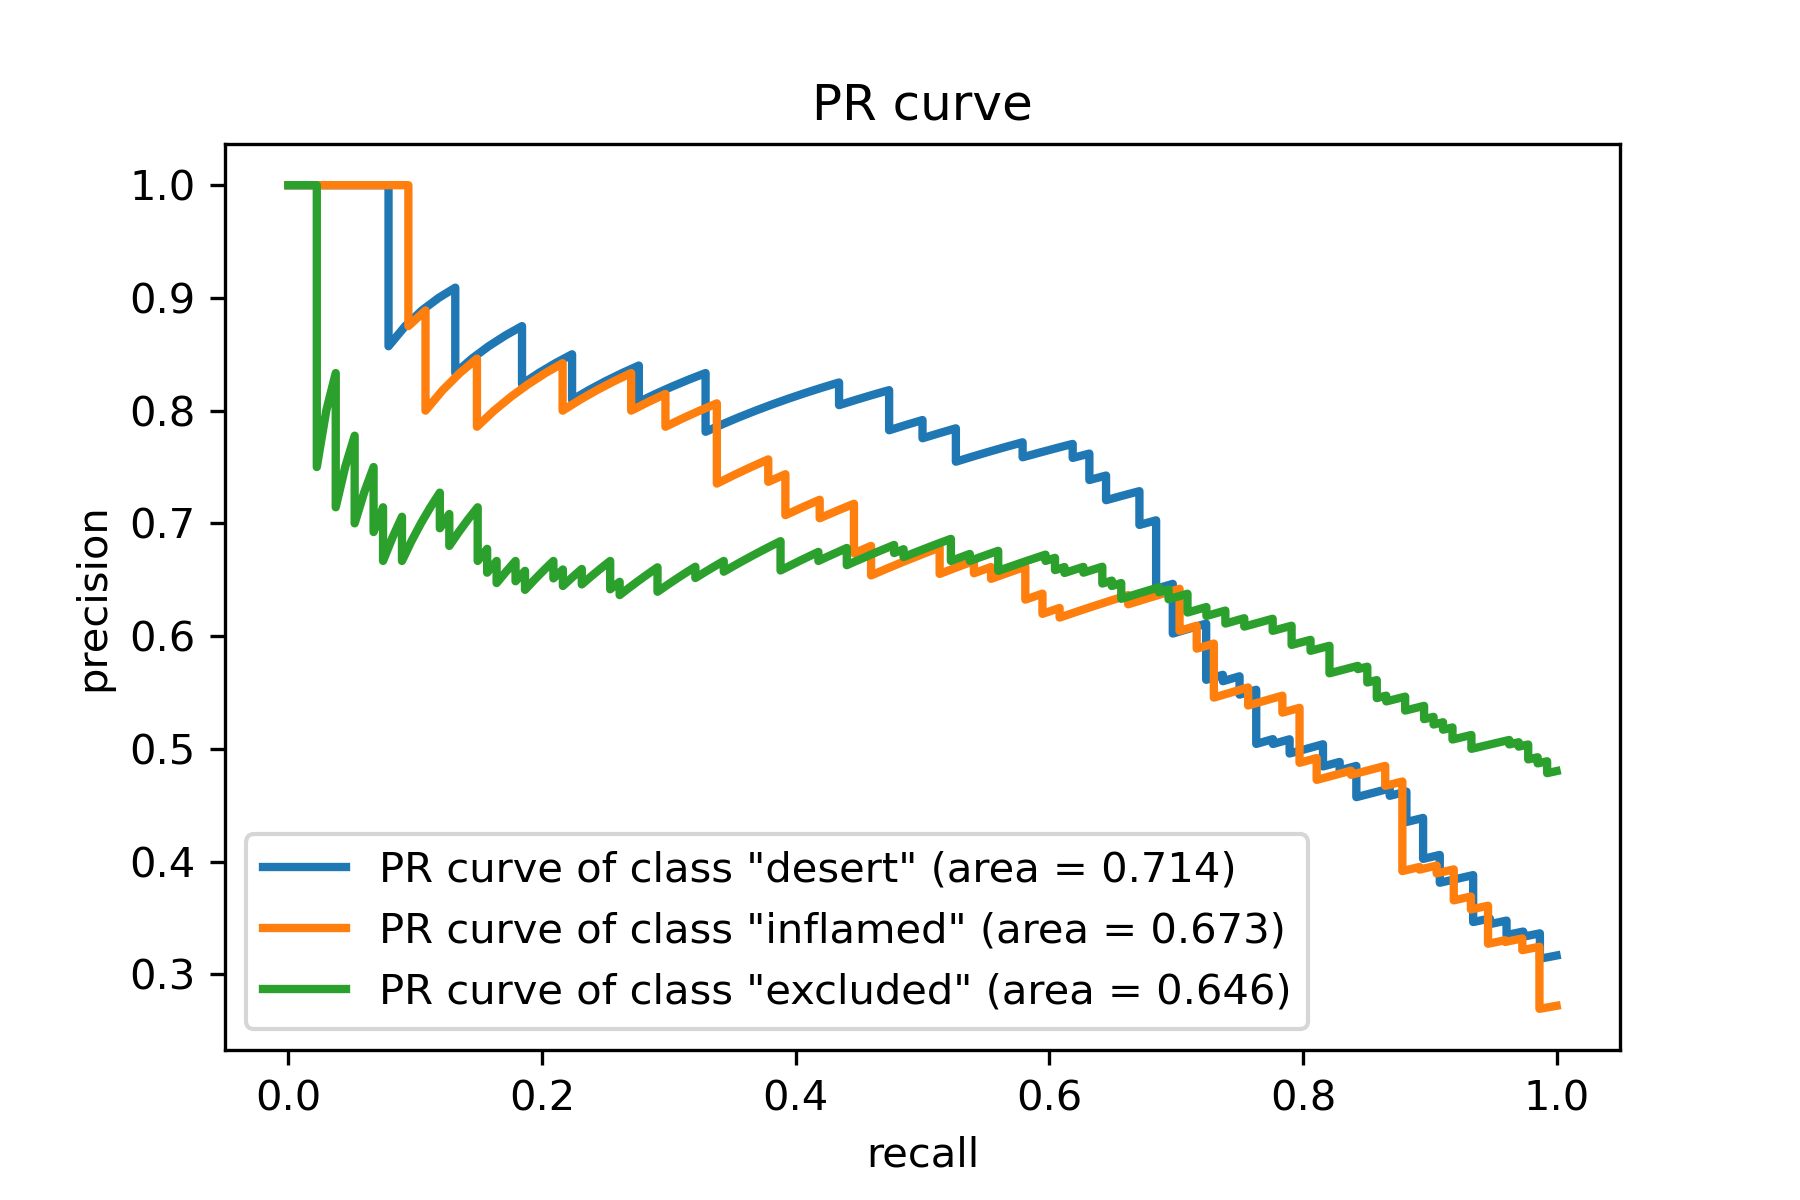 PR curve
1.0
0.9
0.8
0.7
0.6
0.5
0.4
0.3
precision
PR curve of class "desert" (area = 0.714)
PR curve of class "inflamed" (area = 0.673)
PR curve of class "excluded" (area = 0.646)
0.0 0.2 0.4 0.6 0.8 1.0
recall